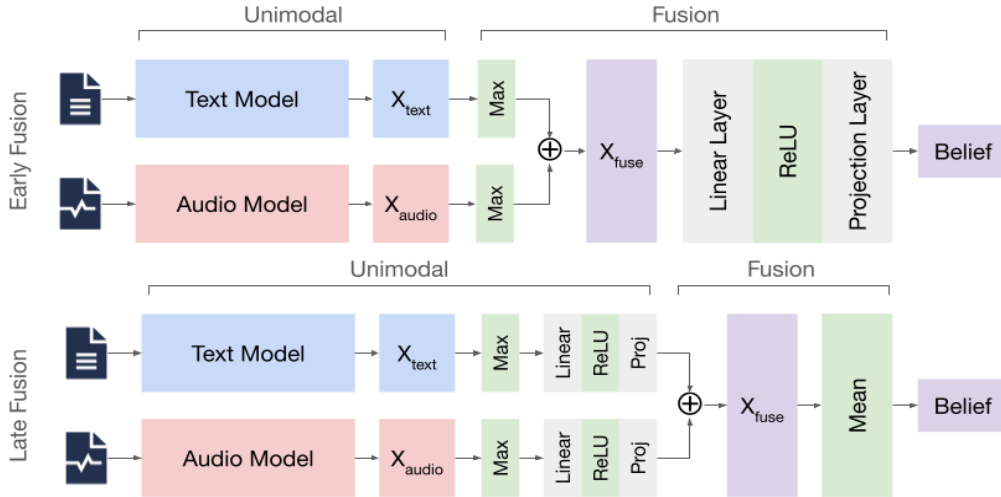 Unimodal
Fusion
Early Fusion
Text Model
X_text
Max
Audio Model
X_audio
Max
X_fuse
Linear Layer
ReLU
Projection Layer
Belief
Unimodal
Fusion
Late Fusion
Text Model
X_text
Max
Linear
ReLU
Proj
Audio Model
X_audio
Max
Linear
ReLU
Proj
X_fuse
Mean
Belief